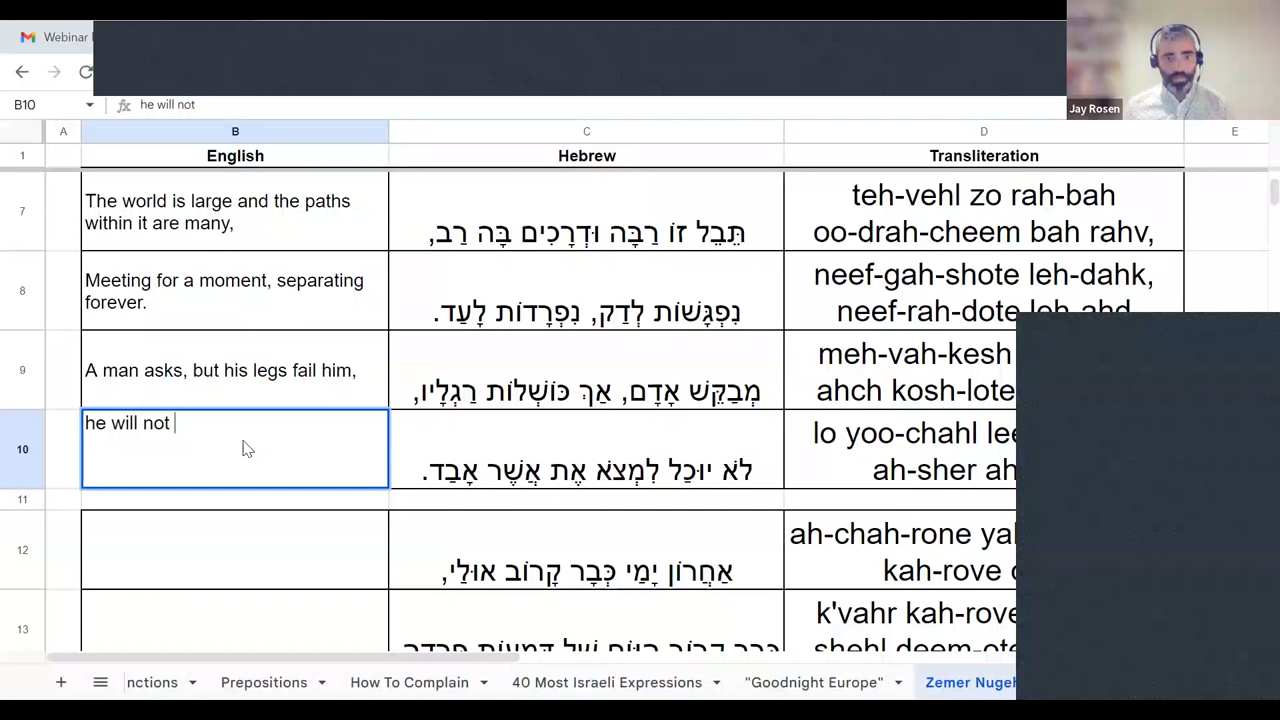 Webinar
Jay Rosen
B10
he will not
A
B
C
D
E
1
English
Hebrew
Transliteration
7
The world is large and the paths
within it are many,
תֵּבֵל זוֹ רַבָּה וּדְרָכִים בָּהּ רַב,
teh-vehl zo rah-bah
oo-drah-cheem bah rahv,
8
Meeting for a moment, separating
forever.
נִפְגָּשׁוֹת לְדַק, נִפְרָדוֹת לָעַד.
neef-gah-shote leh-dahk,
neef-rah-dote leh-ahd.
9
A man asks, but his legs fail him,
מְבַקֵּשׁ אָדָם, אַךְ כּוֹשְׁלוֹת רַגְלָיו,
meh-vah-kesh
ahch kosh-lote
10
he will not
לֹא יוּכַל לִמְצֹא אֶת אֲשֶׁר אָבַד.
lo yoo-chahl
ah-sher
11
12
אַחֲרוֹן יָמַי כְּבָר קָרוֹב אוּלַי,
ah-chah-rone
kah-rove
13
כְּבָר קָרוֹב הַיּוֹם שֶׁל דִּמְעוֹת פְּרֵדָה
k'vahr kah-rove
shehl
Prepositions
How To Complain
40 Most Israeli Expressions
"Goodnight Europe"
Zemer Nugeh